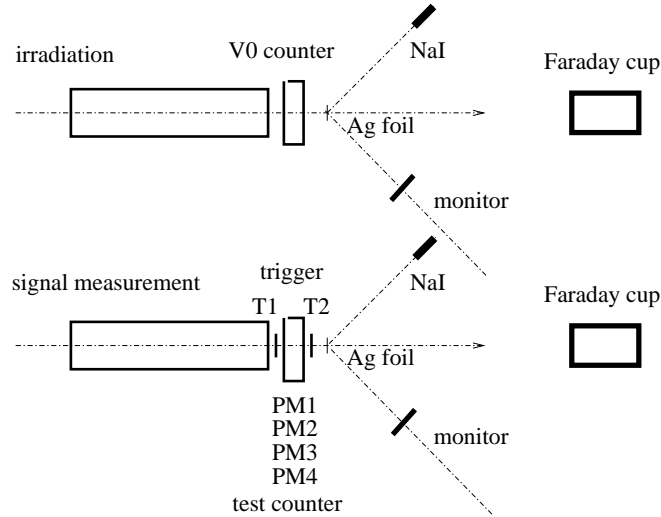 V0 counter
NaI
irradiation
Faraday cup
Ag foil
monitor
trigger
signal measurement
NaI
T1 T2
Faraday cup
Ag foil
PM1
PM2
monitor
PM3
PM4
test counter